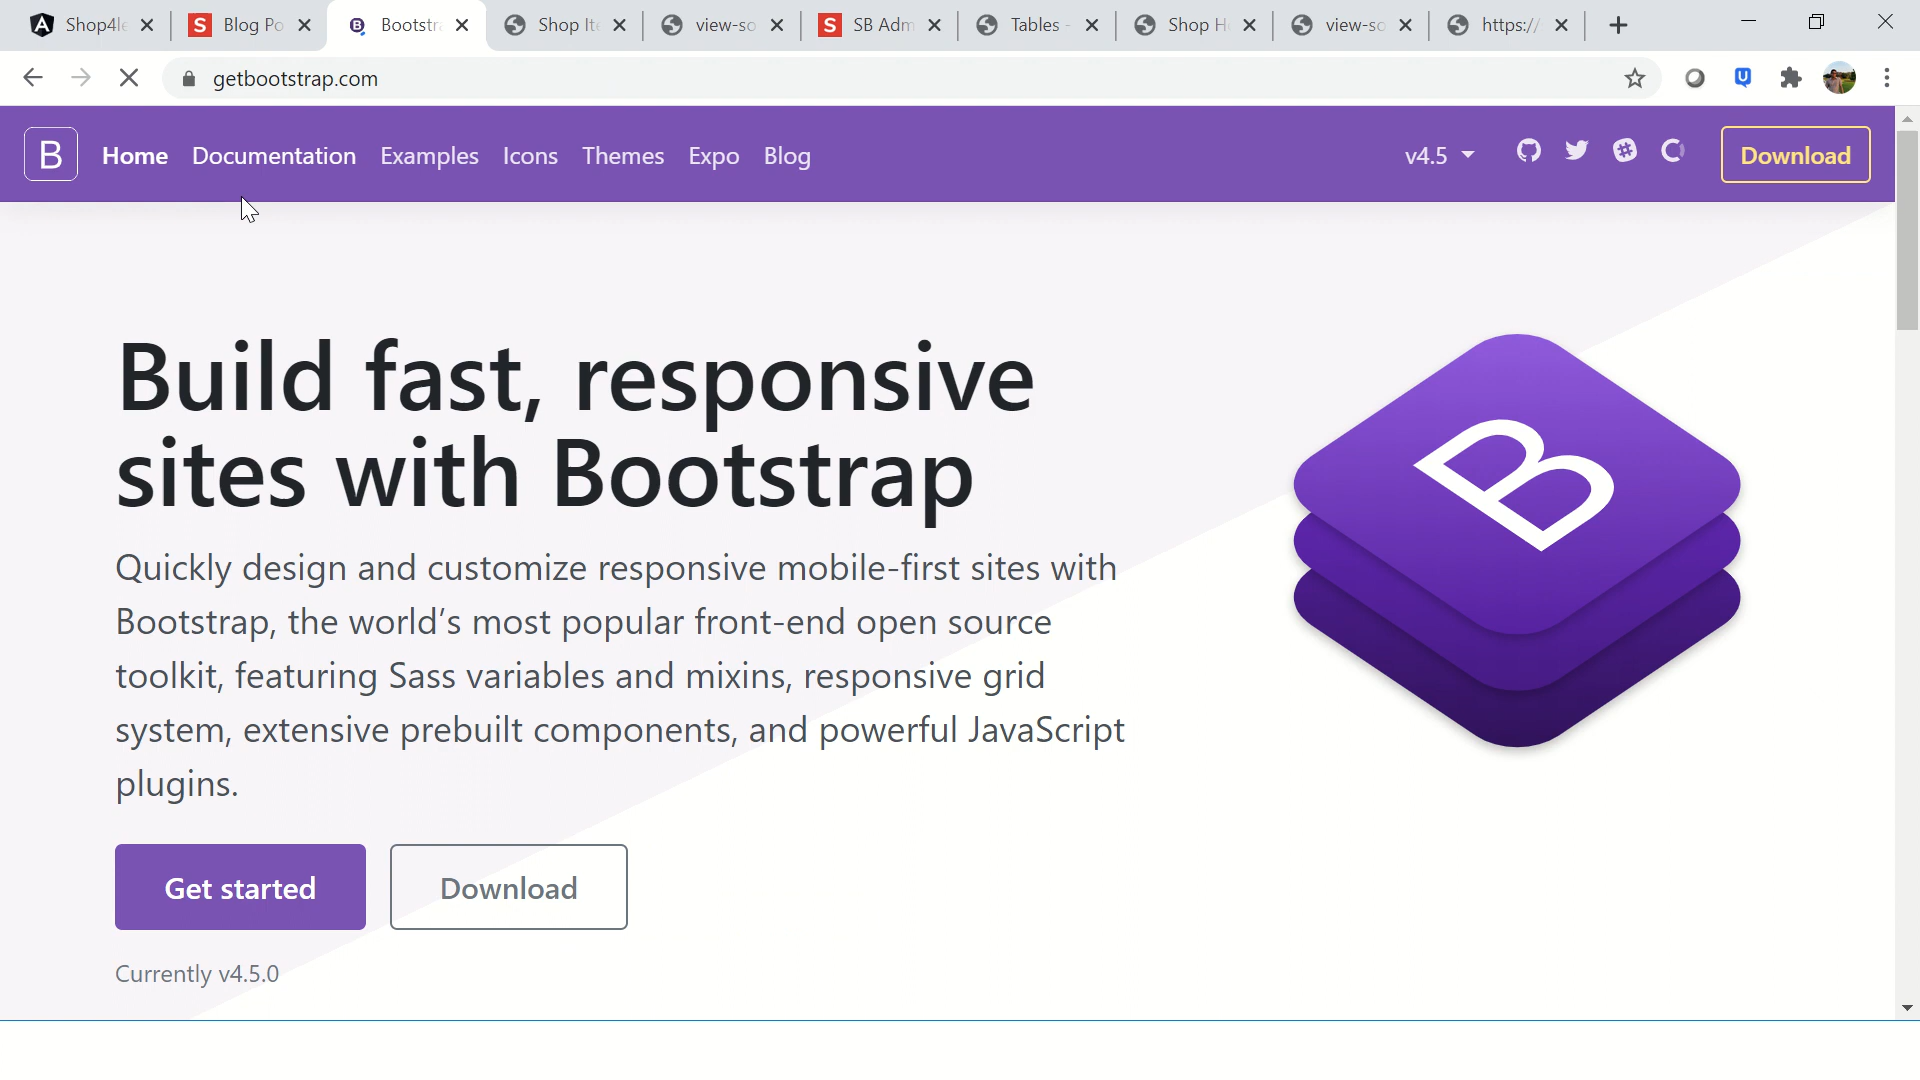 Shop4le
Blog Po
Bootstra
Shop Ite
view-so
SB Adm
Tables -
Shop H
view-so
https://
getbootstrap.com
B Home Documentation Examples Icons Themes Expo Blog v4.5 Download
Build fast, responsive
sites with Bootstrap
Quickly design and customize responsive mobile-first sites with
Bootstrap, the world’s most popular front-end open source
toolkit, featuring Sass variables and mixins, responsive grid
system, extensive prebuilt components, and powerful JavaScript
plugins.
Get started
Download
Currently v4.5.0
B